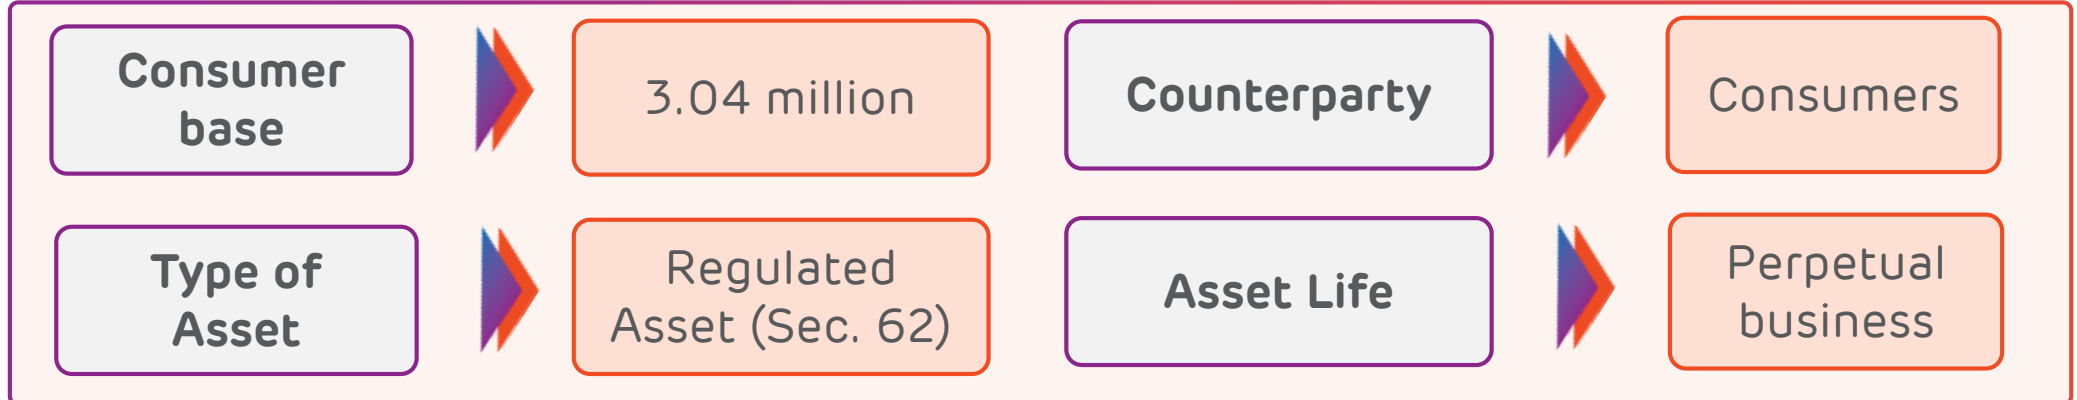 Consumer
base
3.04 million
Counterparty
Consumers
Type of
Asset
Regulated
Asset (Sec. 62)
Asset Life
Perpetual
business